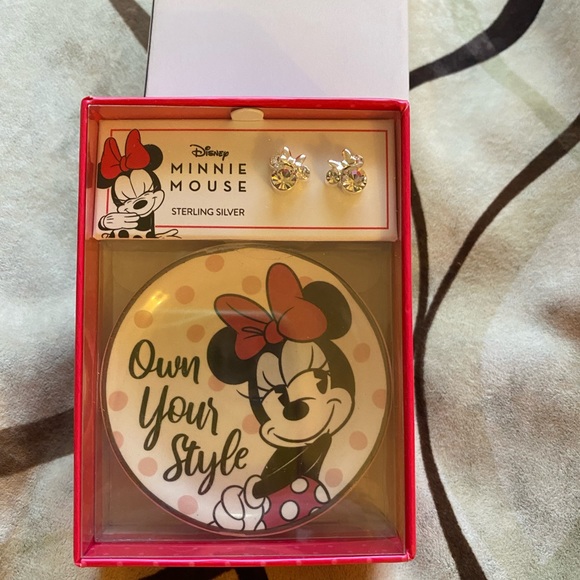 Disney
MINNIE
MOUSE
STERLING SILVER
Own
Your
Style